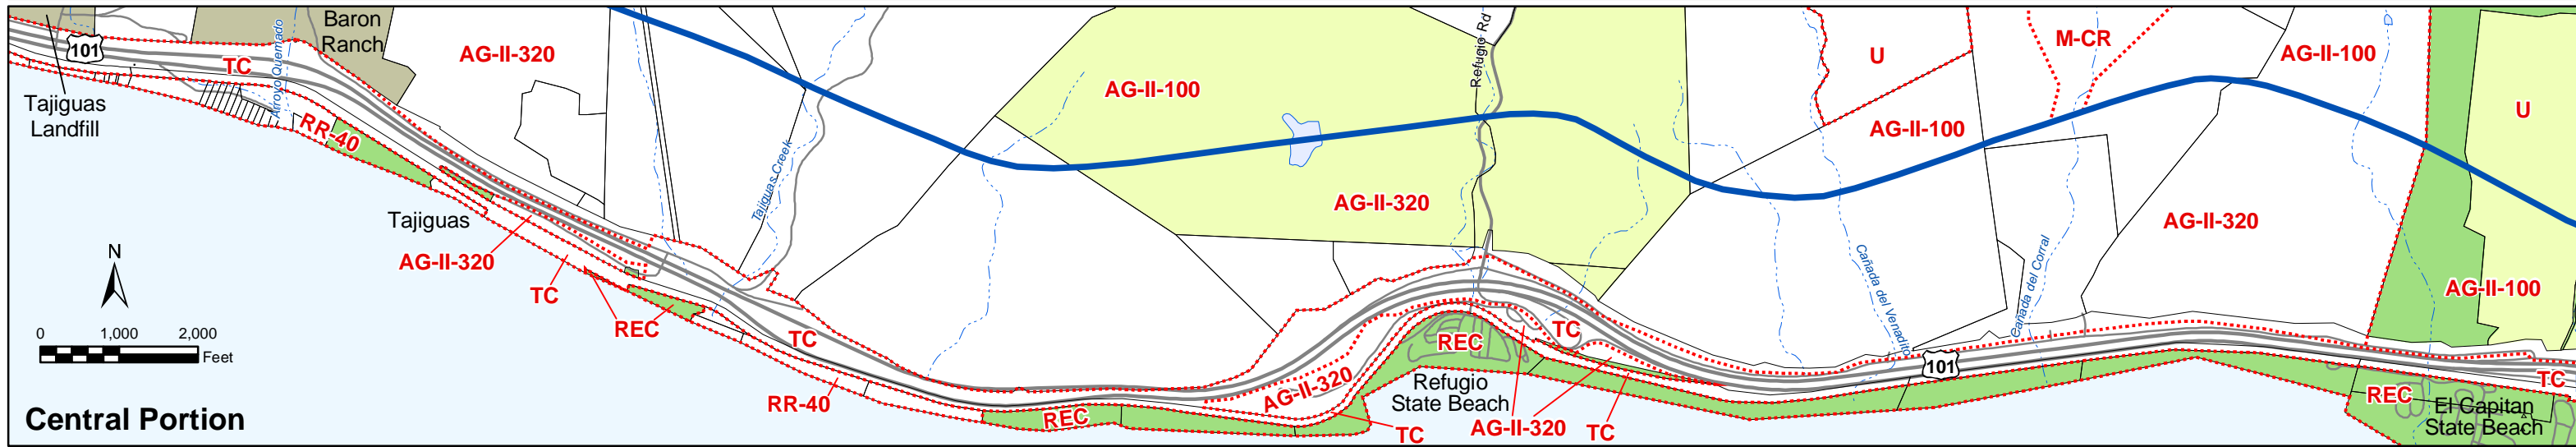 Baron
Ranch
101
TC
Arroyo Quemado
Tajiguas
Landfill
RR-40
AG-II-320
Tajiguas
AG-II-320
TC
REC
Tajiguas Creek
TC
RR-40
REC
AG-II-100
Refugio Rd
AG-II-320
AG-II-320
REC
TC
Refugio
State Beach
TC
AG-II-320
TC
U
M-CR
AG-II-100
AG-II-100
AG-II-320
Cañada del Venadito
Cañada del Corral
101
U
AG-II-100
TC
REC
El Capitan
State Beach
N
0 1,000 2,000
Feet
Central Portion